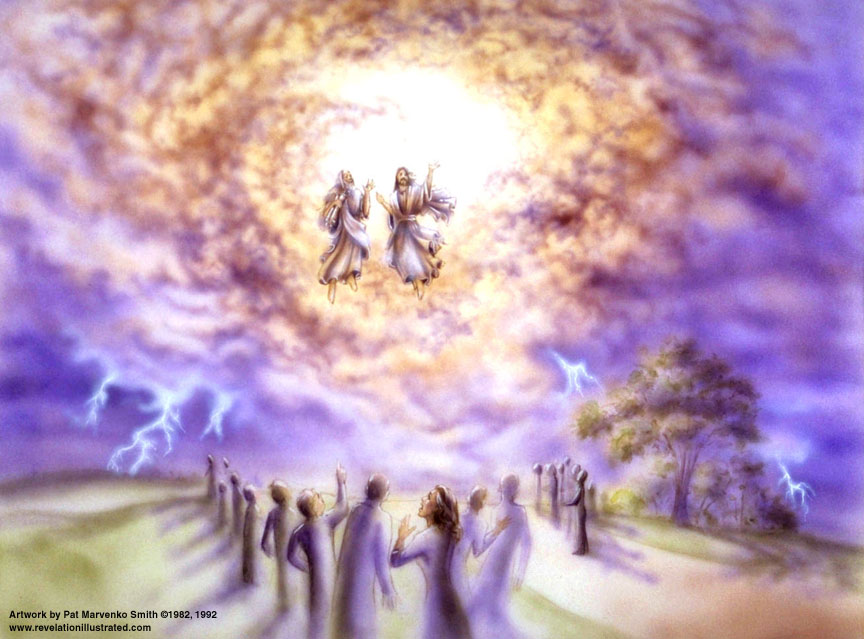 Artwork by Pat Marvenko Smith ©1982, 1992
www.revelationillustrated.com